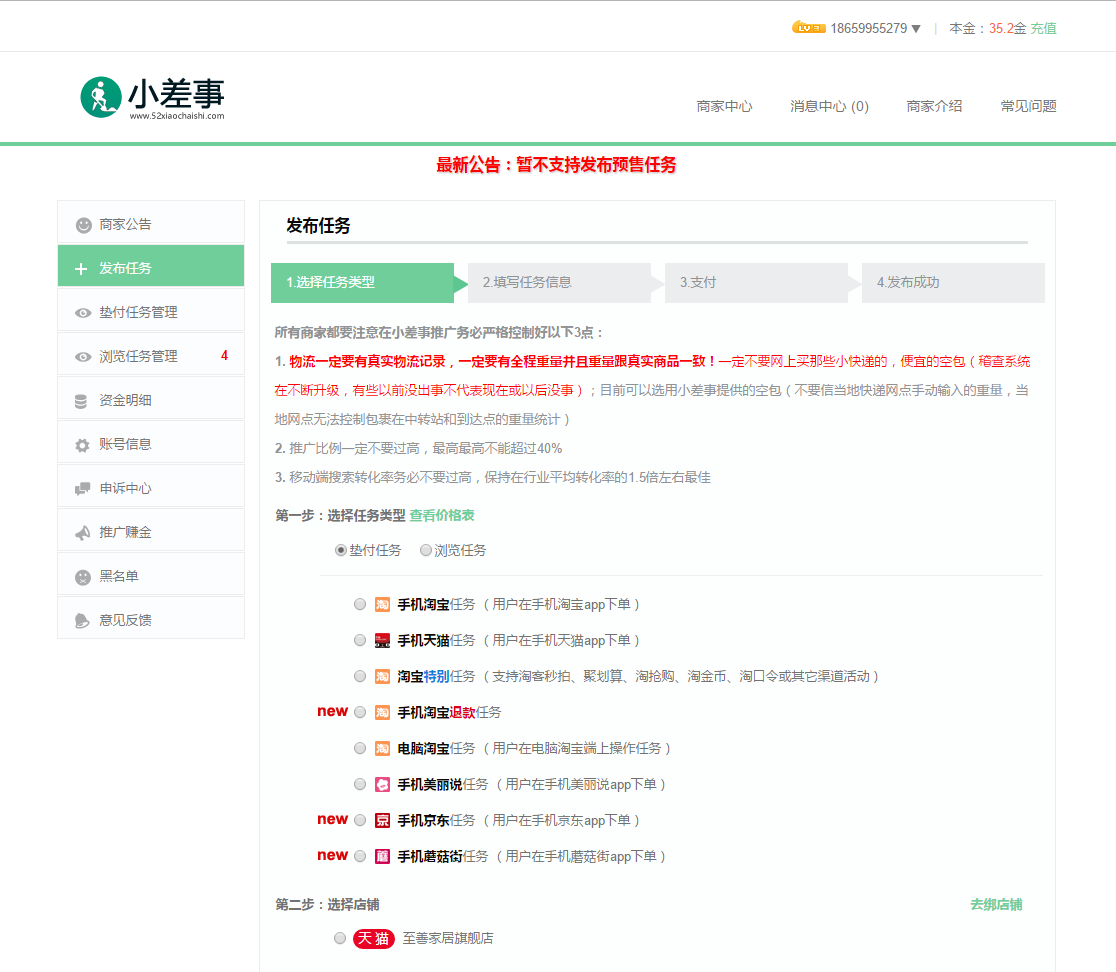 LV 3 18659955279 ▼ | 本金：35.2金 充值
小差事
www.52xiaochaishi.com
商家中心 消息中心 (0) 商家介绍 常见问题
最新公告：暂不支持发布预售任务
商家公告
发布任务
垫付任务管理
浏览任务管理 4
资金明细
账号信息
申诉中心
推广赚金
黑名单
意见反馈
发布任务
1.选择任务类型 2.填写任务信息 3.支付 4.发布成功
所有商家都要注意在小差事推广务必严格控制好以下3点：
1. 物流一定要有真实物流记录，一定要有全程重量并且重量跟真实商品一致！一定不要网上买那些小快递的，便宜的空包（稽查系统
在不断升级，有些以前没出事不代表现在或以后没事）；目前可以选用小差事提供的空包（不要信当地快递网点手动输入的重量，当
地网点无法控制包裹在中转站和到达点的重量统计）
2. 推广比例一定不要过高，最高最高不能超过40%
3. 移动端搜索转化率务必不要过高，保持在行业平均转化率的1.5倍左右最佳
第一步：选择任务类型 查看价格表
垫付任务 浏览任务
淘 手机淘宝任务（用户在手机淘宝app下单）
手机天猫任务（用户在手机天猫app下单）
淘 淘宝特别任务（支持淘客秒拍、聚划算、淘抢购、淘金币、淘口令或其它渠道活动）
new 淘 手机淘宝退款任务
淘 电脑淘宝任务（用户在电脑淘宝端上操作任务）
手机美丽说任务（用户在手机美丽说app下单）
new 京 手机京东任务（用户在手机京东app下单）
new 蘑 手机蘑菇街任务（用户在手机蘑菇街app下单）
第二步：选择店铺 去绑店铺
天猫 至善家居旗舰店